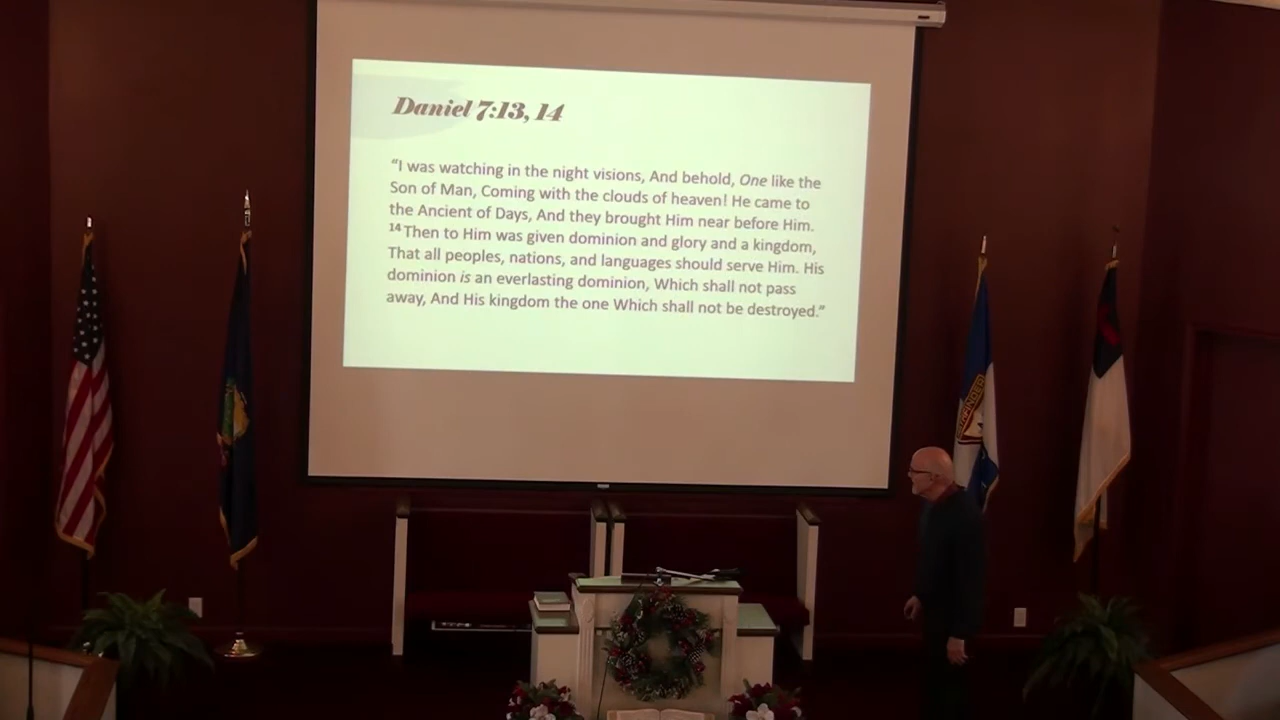 Daniel 7:13, 14
“I was watching in the night visions, And behold, One like the
Son of Man, Coming with the clouds of heaven! He came to
the Ancient of Days, And they brought Him near before Him.
14 Then to Him was given dominion and glory and a kingdom,
That all peoples, nations, and languages should serve Him. His
dominion is an everlasting dominion, Which shall not pass
away, And His kingdom the one Which shall not be destroyed.”